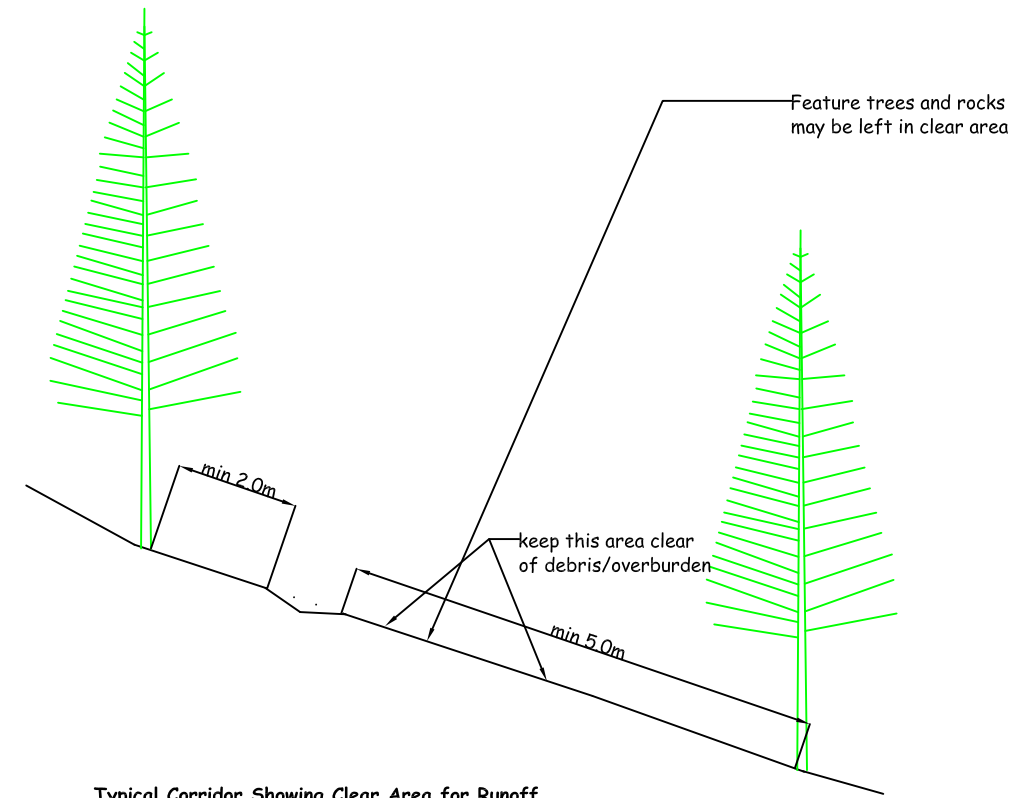 Feature trees and rocks
may be left in clear area
min 2.0m
keep this area clear
of debris/overburden
min 5.0m
Typical Corridor Showing Clear Area for Runoff